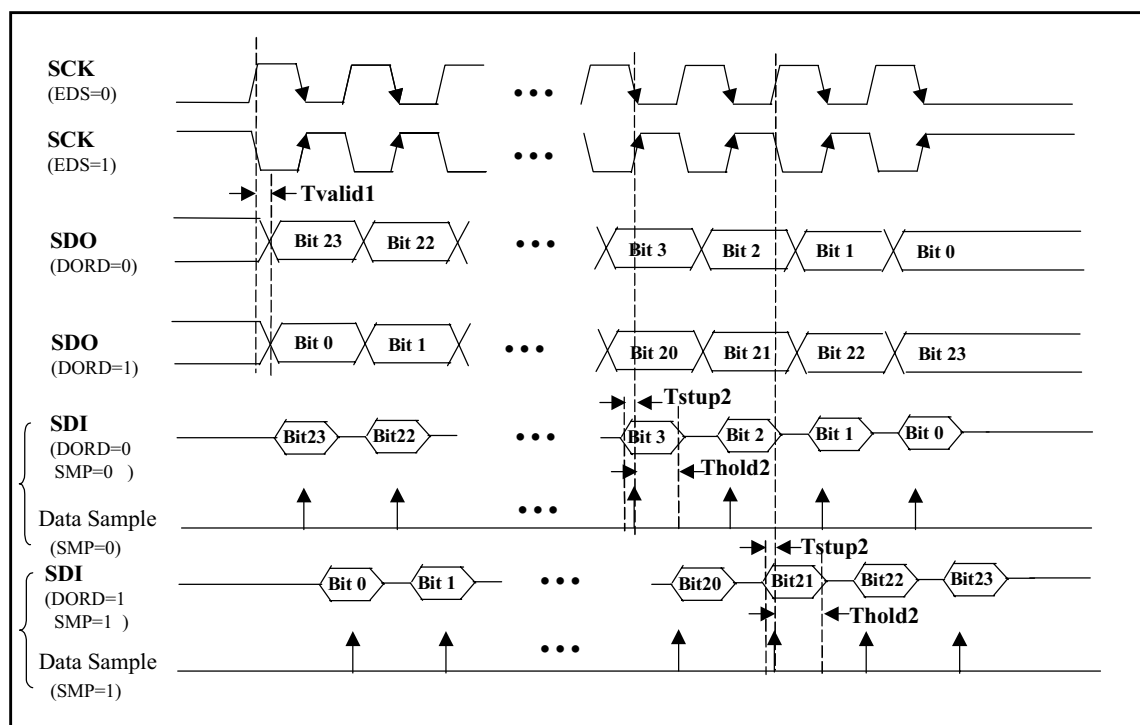 SCK
(EDS=0)
•••
SCK
(EDS=1)
•••
Tvalid1
SDO
(DORD=0)
Bit 23 Bit 22 ••• Bit 3 Bit 2 Bit 1 Bit 0
SDO
(DORD=1)
Bit 0 Bit 1 ••• Bit 20 Bit 21 Bit 22 Bit 23
Tstup2
SDI
(DORD=0
SMP=0 )
Bit23 Bit22 ••• Bit 3 Bit 2 Bit 1 Bit 0
Thold2
Data Sample
(SMP=0)
•••
Tstup2
SDI
(DORD=1
SMP=1 )
Bit 0 Bit 1 ••• Bit20 Bit21 Bit22 Bit23
Thold2
Data Sample
(SMP=1)
•••